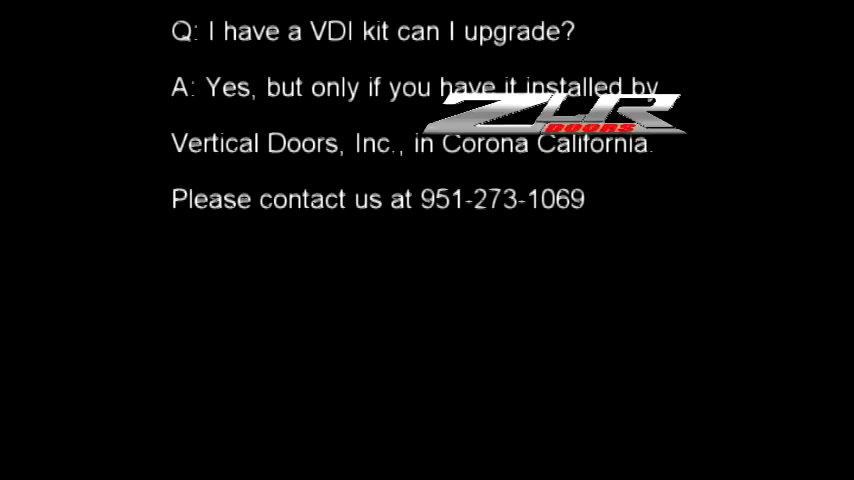 Q: I have a VDI kit can I upgrade?
A: Yes, but only if you have it installed by
ZLR
DOORS
Vertical Doors, Inc., in Corona California.
Please contact us at 951-273-1069